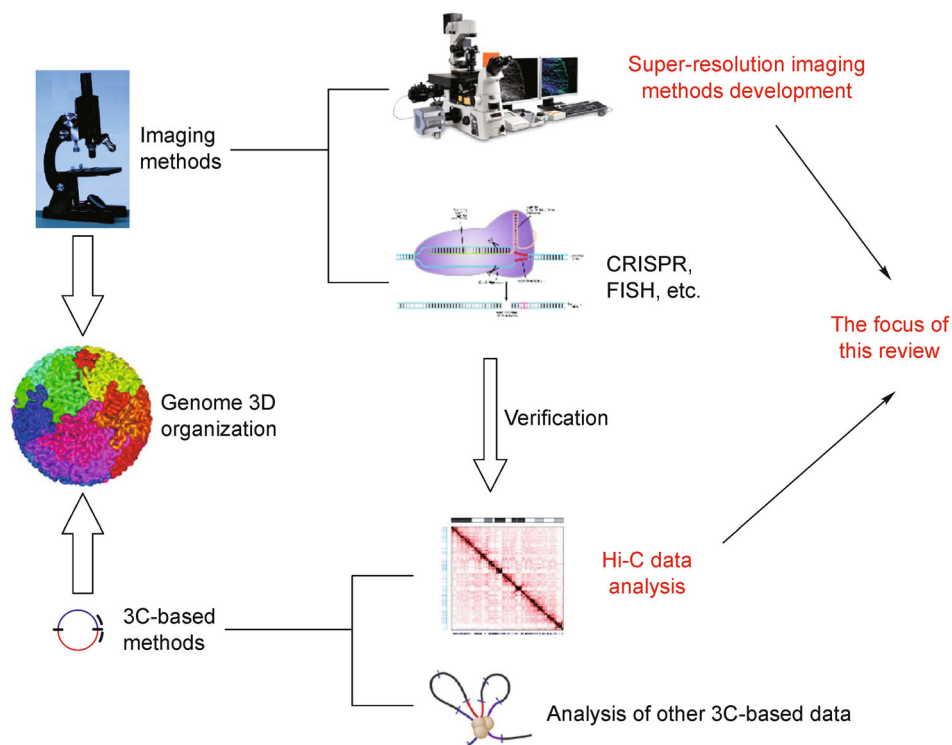 Super-resolution imaging
methods development
Imaging
methods
CRISPR,
FISH, etc.
The focus of
this review
Genome 3D
organization
Verification
Hi-C data
analysis
3C-based
methods
Analysis of other 3C-based data